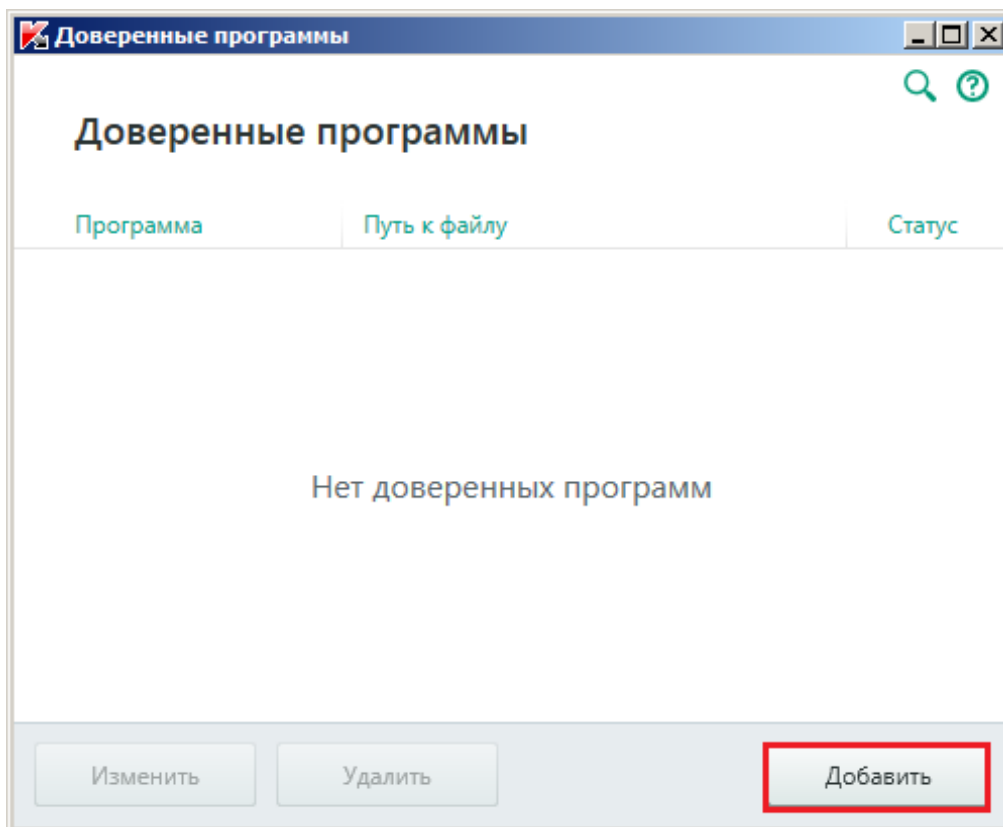 Доверенные программы
Доверенные программы
Программа Путь к файлу Статус
Нет доверенных программ
Изменить Удалить Добавить